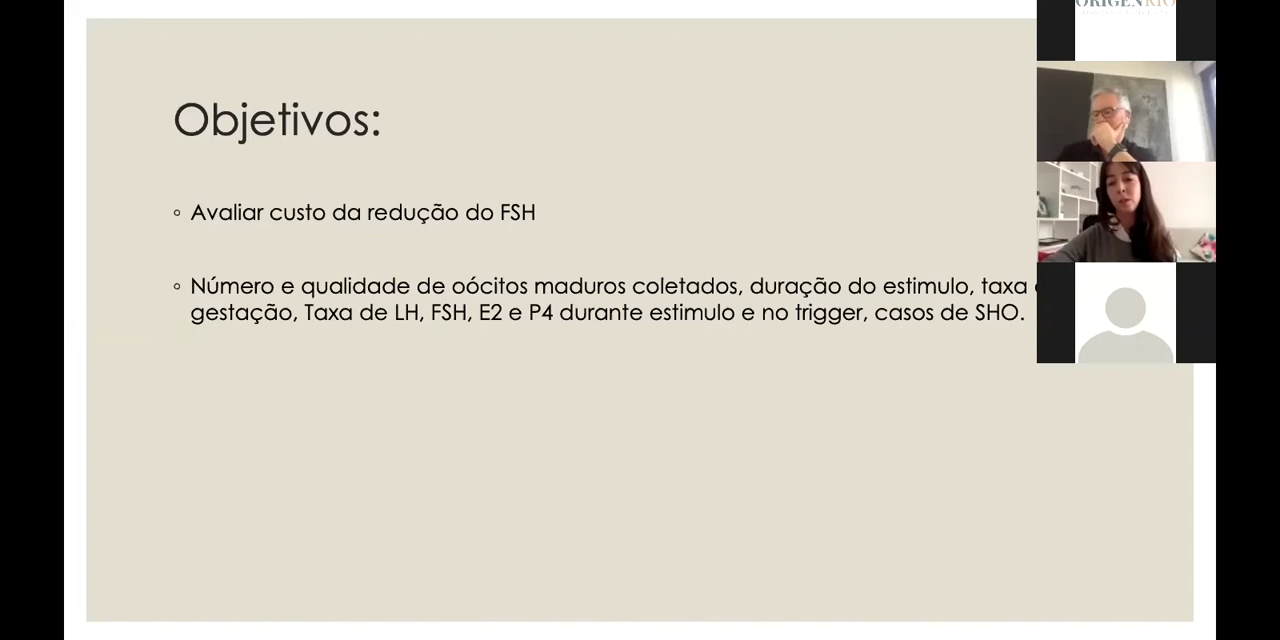 ORIGENRIO
Objetivos:
◦ Avaliar custo da redução do FSH
◦ Número e qualidade de oócitos maduros coletados, duração do estimulo, taxa
gestação, Taxa de LH, FSH, E2 e P4 durante estimulo e no trigger, casos de SHO.